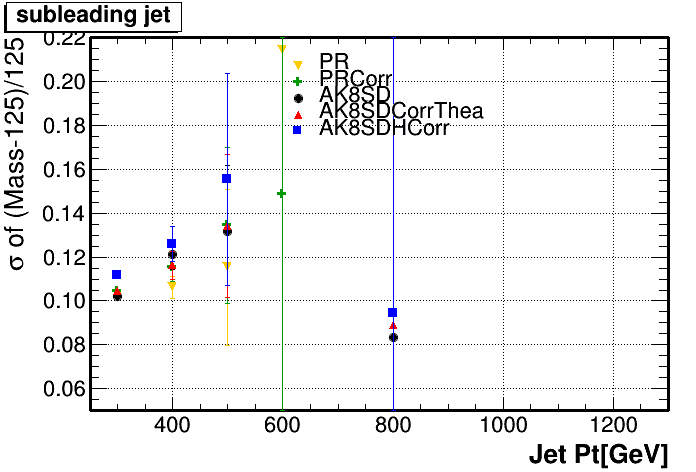 subleading jet
σ of (Mass-125)/125
0.22
0.20
0.18
0.16
0.14
0.12
0.10
0.08
0.06
PR
PRCorr
AK8SD
AK8SDCorrThea
AK8SDHCorr
400 600 800 1000 1200
Jet Pt[GeV]